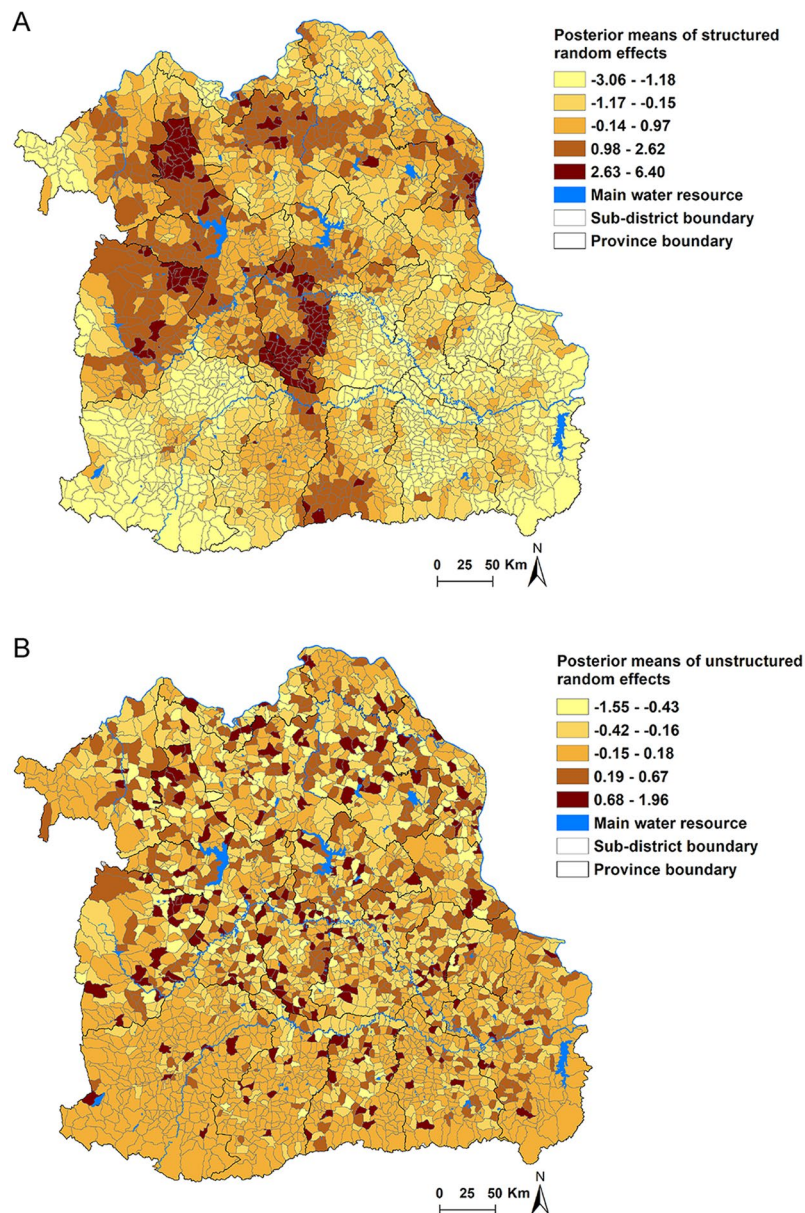 A
Posterior means of structured
random effects
-3.06 - -1.18
-1.17 - -0.15
-0.14 - 0.97
0.98 - 2.62
2.63 - 6.40
Main water resource
Sub-district boundary
Province boundary
N
0 25 50 Km
B
Posterior means of unstructured
random effects
-1.55 - -0.43
-0.42 - -0.16
-0.15 - 0.18
0.19 - 0.67
0.68 - 1.96
Main water resource
Sub-district boundary
Province boundary
N
0 25 50 Km